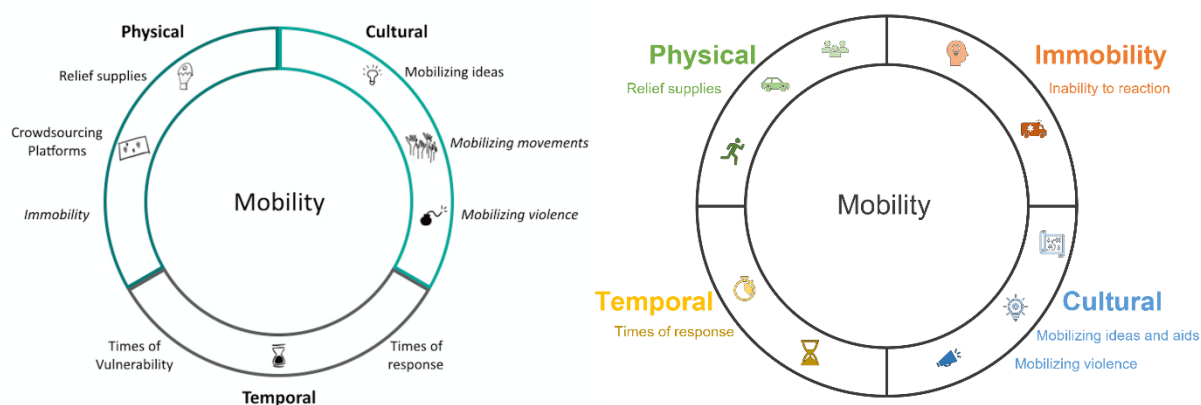 Physical
Cultural
Relief supplies
Mobilizing ideas
Crowdsourcing
Platforms
Mobilizing movements
Immobility
Mobility
Mobilizing violence
Times of
Vulnerability
Times of
response
Temporal
Physical
Relief supplies
Immobility
Inability to reaction
Mobility
Temporal
Times of response
Cultural
Mobilizing ideas and aids
Mobilizing violence